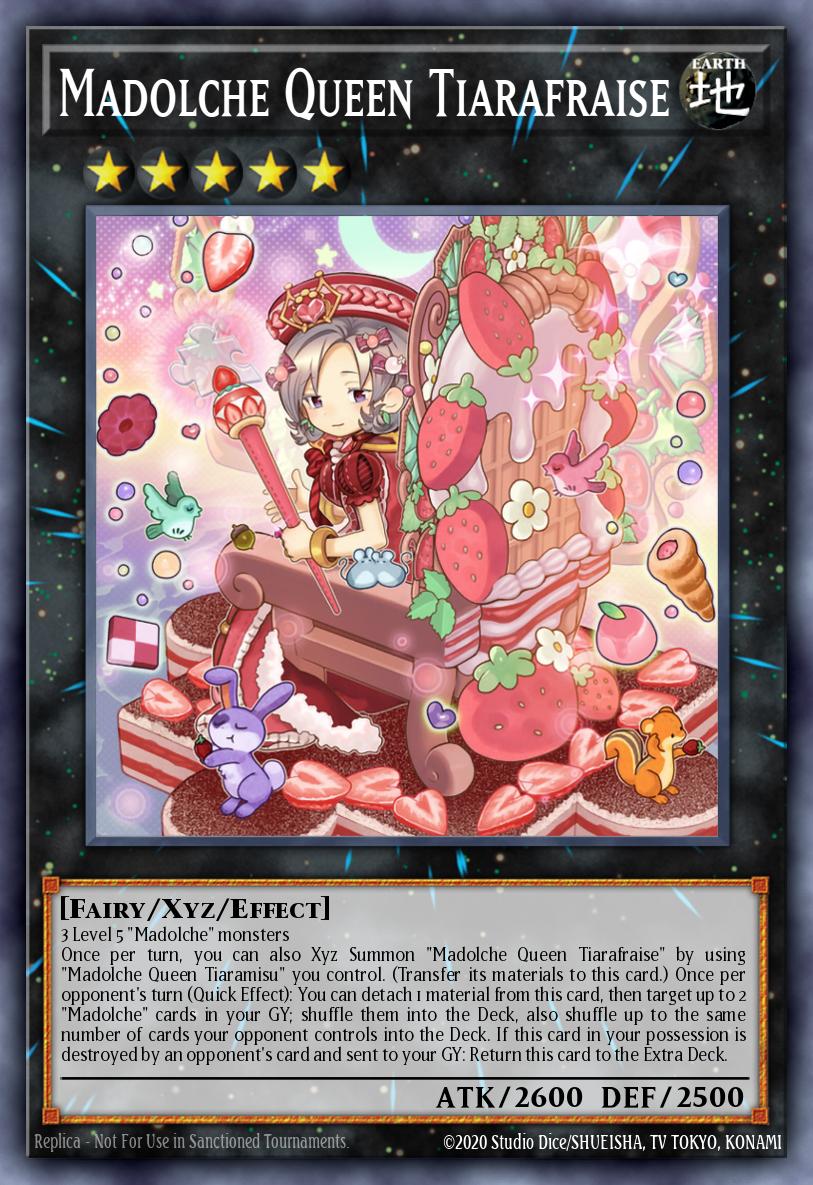 Madolche Queen Tiarafraise
EARTH
地
[Fairy/Xyz/Effect]
3 Level 5 "Madolche" monsters
Once per turn, you can also Xyz Summon "Madolche Queen Tiarafraise" by using
"Madolche Queen Tiaramisu" you control. (Transfer its materials to this card.) Once per
opponent's turn (Quick Effect): You can detach 1 material from this card, then target up to 2
"Madolche" cards in your GY; shuffle them into the Deck, also shuffle up to the same
number of cards your opponent controls into the Deck. If this card in your possession is
destroyed by an opponent's card and sent to your GY: Return this card to the Extra Deck.
ATK/2600 DEF/2500
Replica - Not For Use in Sanctioned Tournaments.
©2020 Studio Dice/SHUEISHA, TV TOKYO, KONAMI